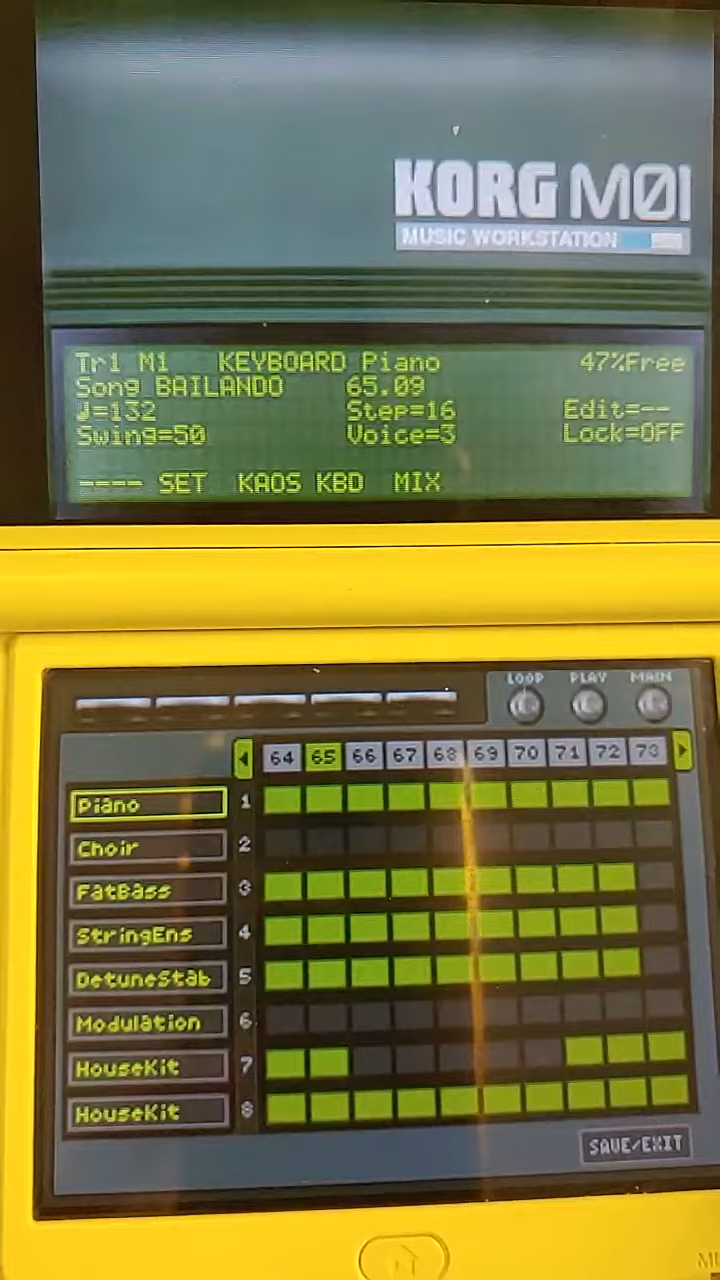 KORG M01
MUSIC WORKSTATION
Tr1 M1 KEYBOARD Piano 47%Free
Song BAILANDO 65.09
♩=132 Step=16 Edit=--
Swing=50 Voice=3 Lock=OFF
---- SET KAOS KBD MIX
LOOP PLAY MAIN
64 65 66 67 68 69 70 71 72 73
Piano 1
Choir 2
FatBass 3
StringEns 4
DetuneStab 5
Modulation 6
HouseKit 7
HouseKit 8
SAVE/EXIT